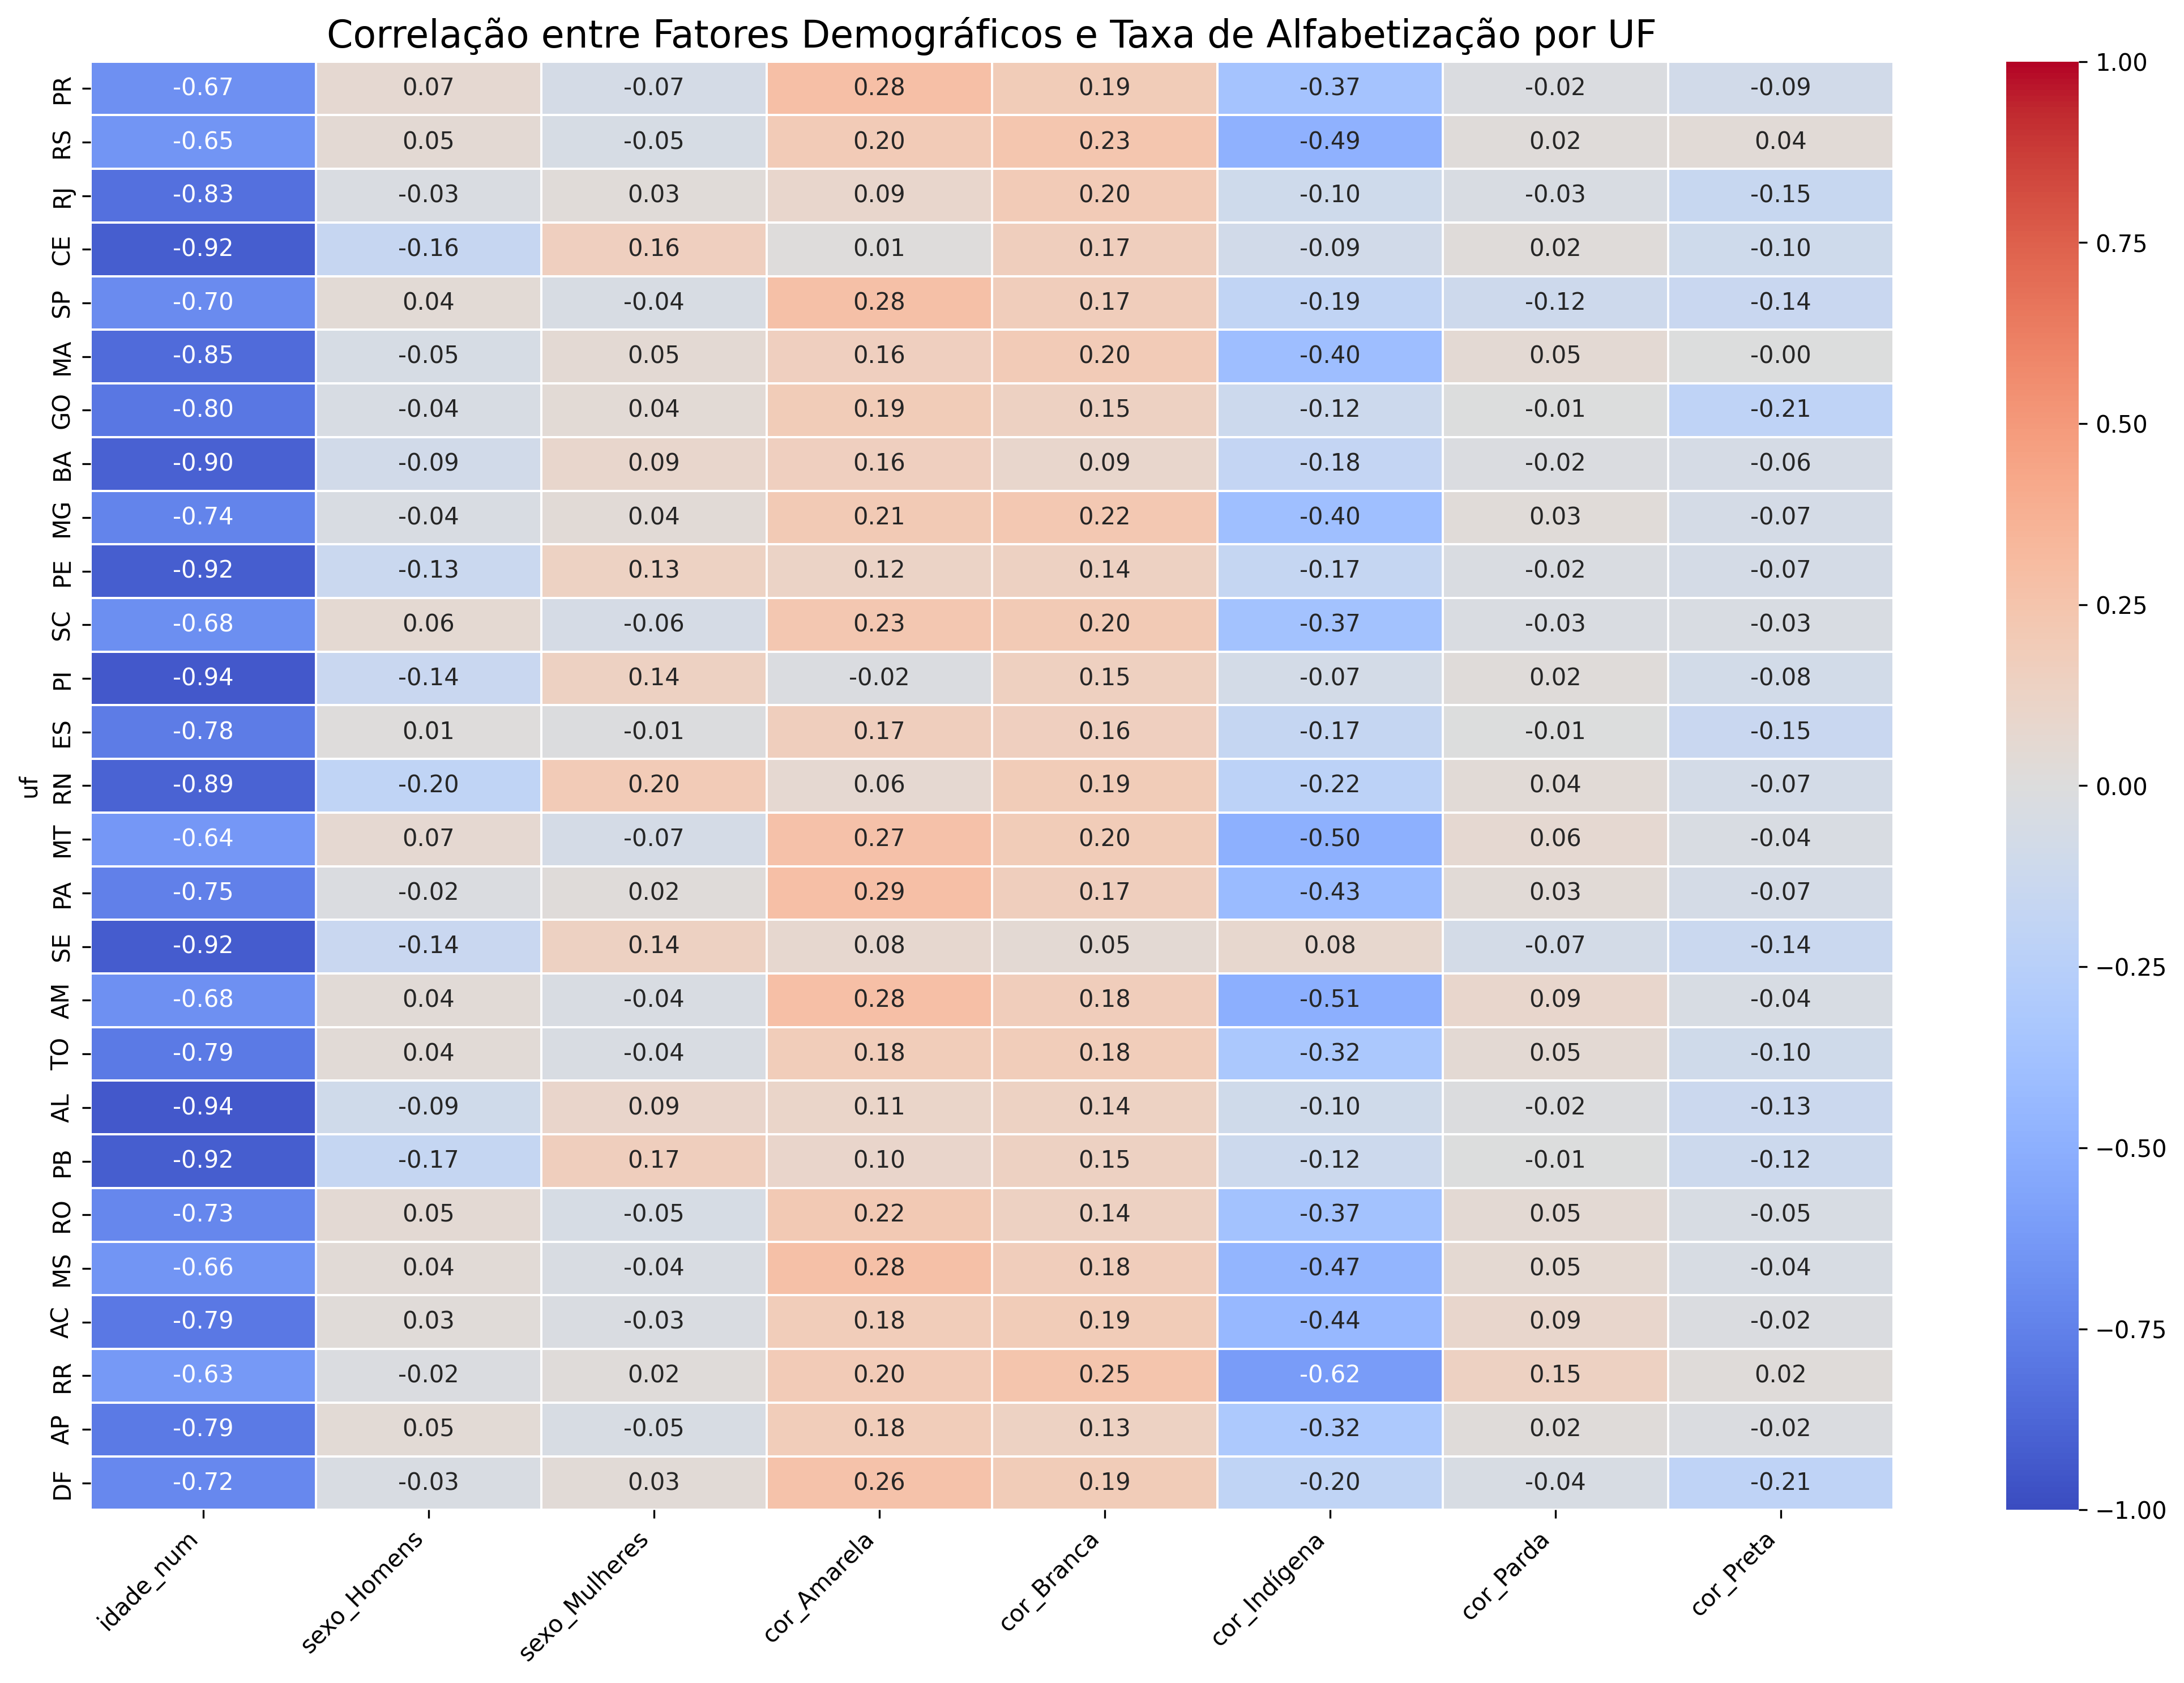 Correlação entre Fatores Demográficos e Taxa de Alfabetização por UF
PR -0.67 0.07 -0.07 0.28 0.19 -0.37 -0.02 -0.09
RS -0.65 0.05 -0.05 0.20 0.23 -0.49 0.02 0.04
RJ -0.83 -0.03 0.03 0.09 0.20 -0.10 -0.03 -0.15
CE -0.92 -0.16 0.16 0.01 0.17 -0.09 0.02 -0.10
SP -0.70 0.04 -0.04 0.28 0.17 -0.19 -0.12 -0.14
MA -0.85 -0.05 0.05 0.16 0.20 -0.40 0.05 -0.00
GO -0.80 -0.04 0.04 0.19 0.15 -0.12 -0.01 -0.21
BA -0.90 -0.09 0.09 0.16 0.09 -0.18 -0.02 -0.06
MG -0.74 -0.04 0.04 0.21 0.22 -0.40 0.03 -0.07
PE -0.92 -0.13 0.13 0.12 0.14 -0.17 -0.02 -0.07
SC -0.68 0.06 -0.06 0.23 0.20 -0.37 -0.03 -0.03
PI -0.94 -0.14 0.14 -0.02 0.15 -0.07 0.02 -0.08
ES -0.78 0.01 -0.01 0.17 0.16 -0.17 -0.01 -0.15
uf
RN -0.89 -0.20 0.20 0.06 0.19 -0.22 0.04 -0.07
MT -0.64 0.07 -0.07 0.27 0.20 -0.50 0.06 -0.04
PA -0.75 -0.02 0.02 0.29 0.17 -0.43 0.03 -0.07
SE -0.92 -0.14 0.14 0.08 0.05 0.08 -0.07 -0.14
AM -0.68 0.04 -0.04 0.28 0.18 -0.51 0.09 -0.04
TO -0.79 0.04 -0.04 0.18 0.18 -0.32 0.05 -0.10
AL -0.94 -0.09 0.09 0.11 0.14 -0.10 -0.02 -0.13
PB -0.92 -0.17 0.17 0.10 0.15 -0.12 -0.01 -0.12
RO -0.73 0.05 -0.05 0.22 0.14 -0.37 0.05 -0.05
MS -0.66 0.04 -0.04 0.28 0.18 -0.47 0.05 -0.04
AC -0.79 0.03 -0.03 0.18 0.19 -0.44 0.09 -0.02
RR -0.63 -0.02 0.02 0.20 0.25 -0.62 0.15 0.02
AP -0.79 0.05 -0.05 0.18 0.13 -0.32 0.02 -0.02
DF -0.72 -0.03 0.03 0.26 0.19 -0.20 -0.04 -0.21
idade_num sexo_Homens sexo_Mulheres cor_Amarela cor_Branca cor_Indígena cor_Parda cor_Preta
1.00
0.75
0.50
0.25
0.00
−0.25
−0.50
−0.75
−1.00